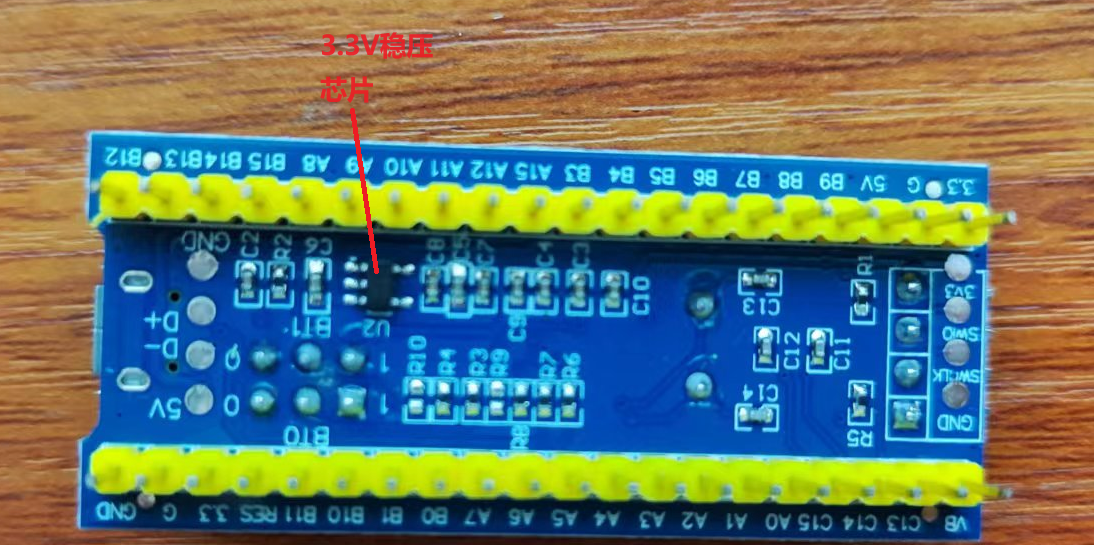 3.3V稳压
芯片
B12 B13 B14 B15 A8 A9 A10 A11 A12 A15 B3 B4 B5 B6 B7 B8 B9 5V G 3.3
GND C2 R2 C6 C8 C5 C7 C4 C3 C10 C13 R1 3V3
D+ BT1 U2 C9 SWIO
D- 0 1 R10 R4 R3 R9 R7 R6 C12 C11 SWCLK
5V 0 1 C14 GND
BT0 R8 R5
GND G 3.3 RES B11 B10 B1 B0 A7 A6 A5 A4 A3 A2 A1 A0 C15 C14 C13 VB